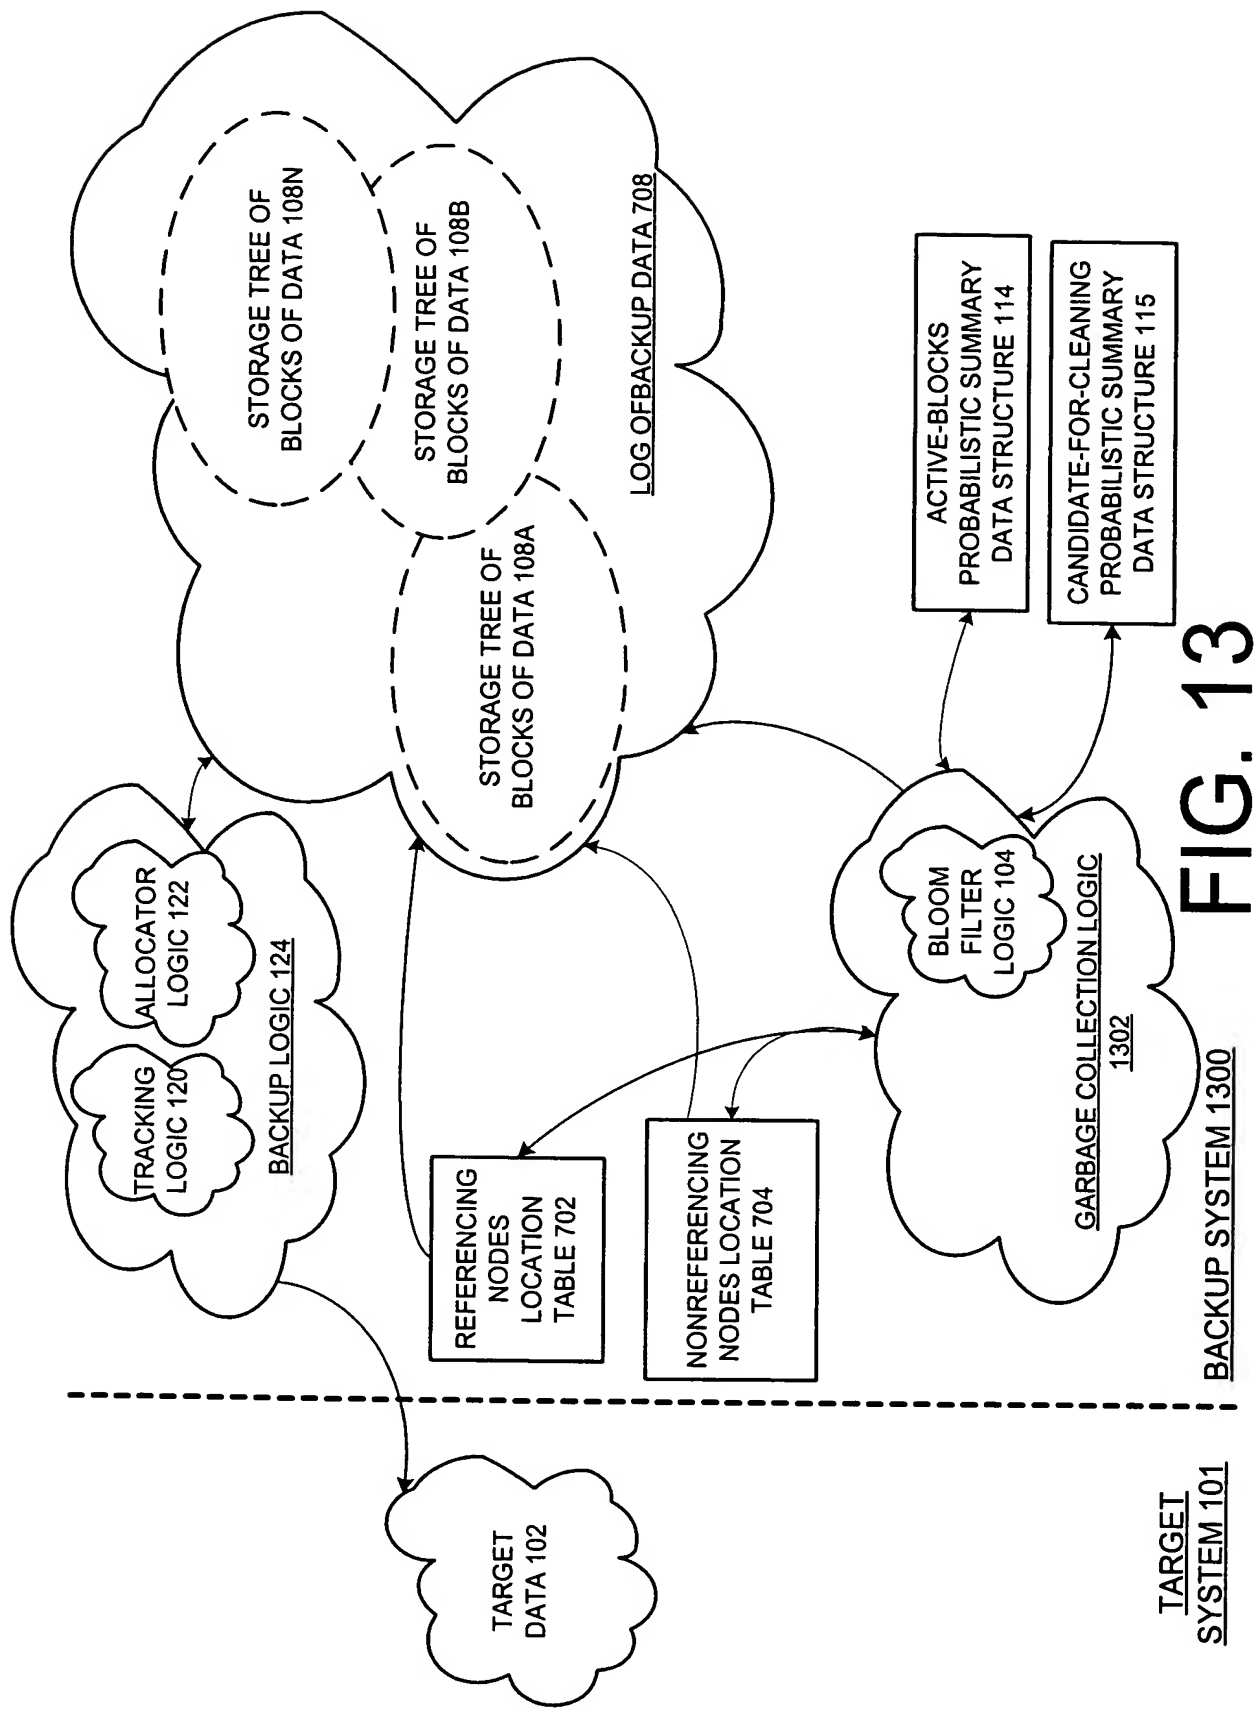 TARGET
DATA 102
TARGET
SYSTEM 101
TRACKING
LOGIC 120
ALLOCATOR
LOGIC 122
BACKUP LOGIC 124
REFERENCING
NODES
LOCATION
TABLE 702
NONREFERENCING
NODES LOCATION
TABLE 704
STORAGE TREE OF
BLOCKS OF DATA 108N
STORAGE TREE OF
BLOCKS OF DATA 108B
STORAGE TREE OF
BLOCKS OF DATA 108A
LOG OFBACKUP DATA 708
BLOOM
FILTER
LOGIC 104
GARBAGE COLLECTION LOGIC
1302
ACTIVE-BLOCKS
PROBABILISTIC SUMMARY
DATA STRUCTURE 114
CANDIDATE-FOR-CLEANING
PROBABILISTIC SUMMARY
DATA STRUCTURE 115
BACKUP SYSTEM 1300
FIG. 13